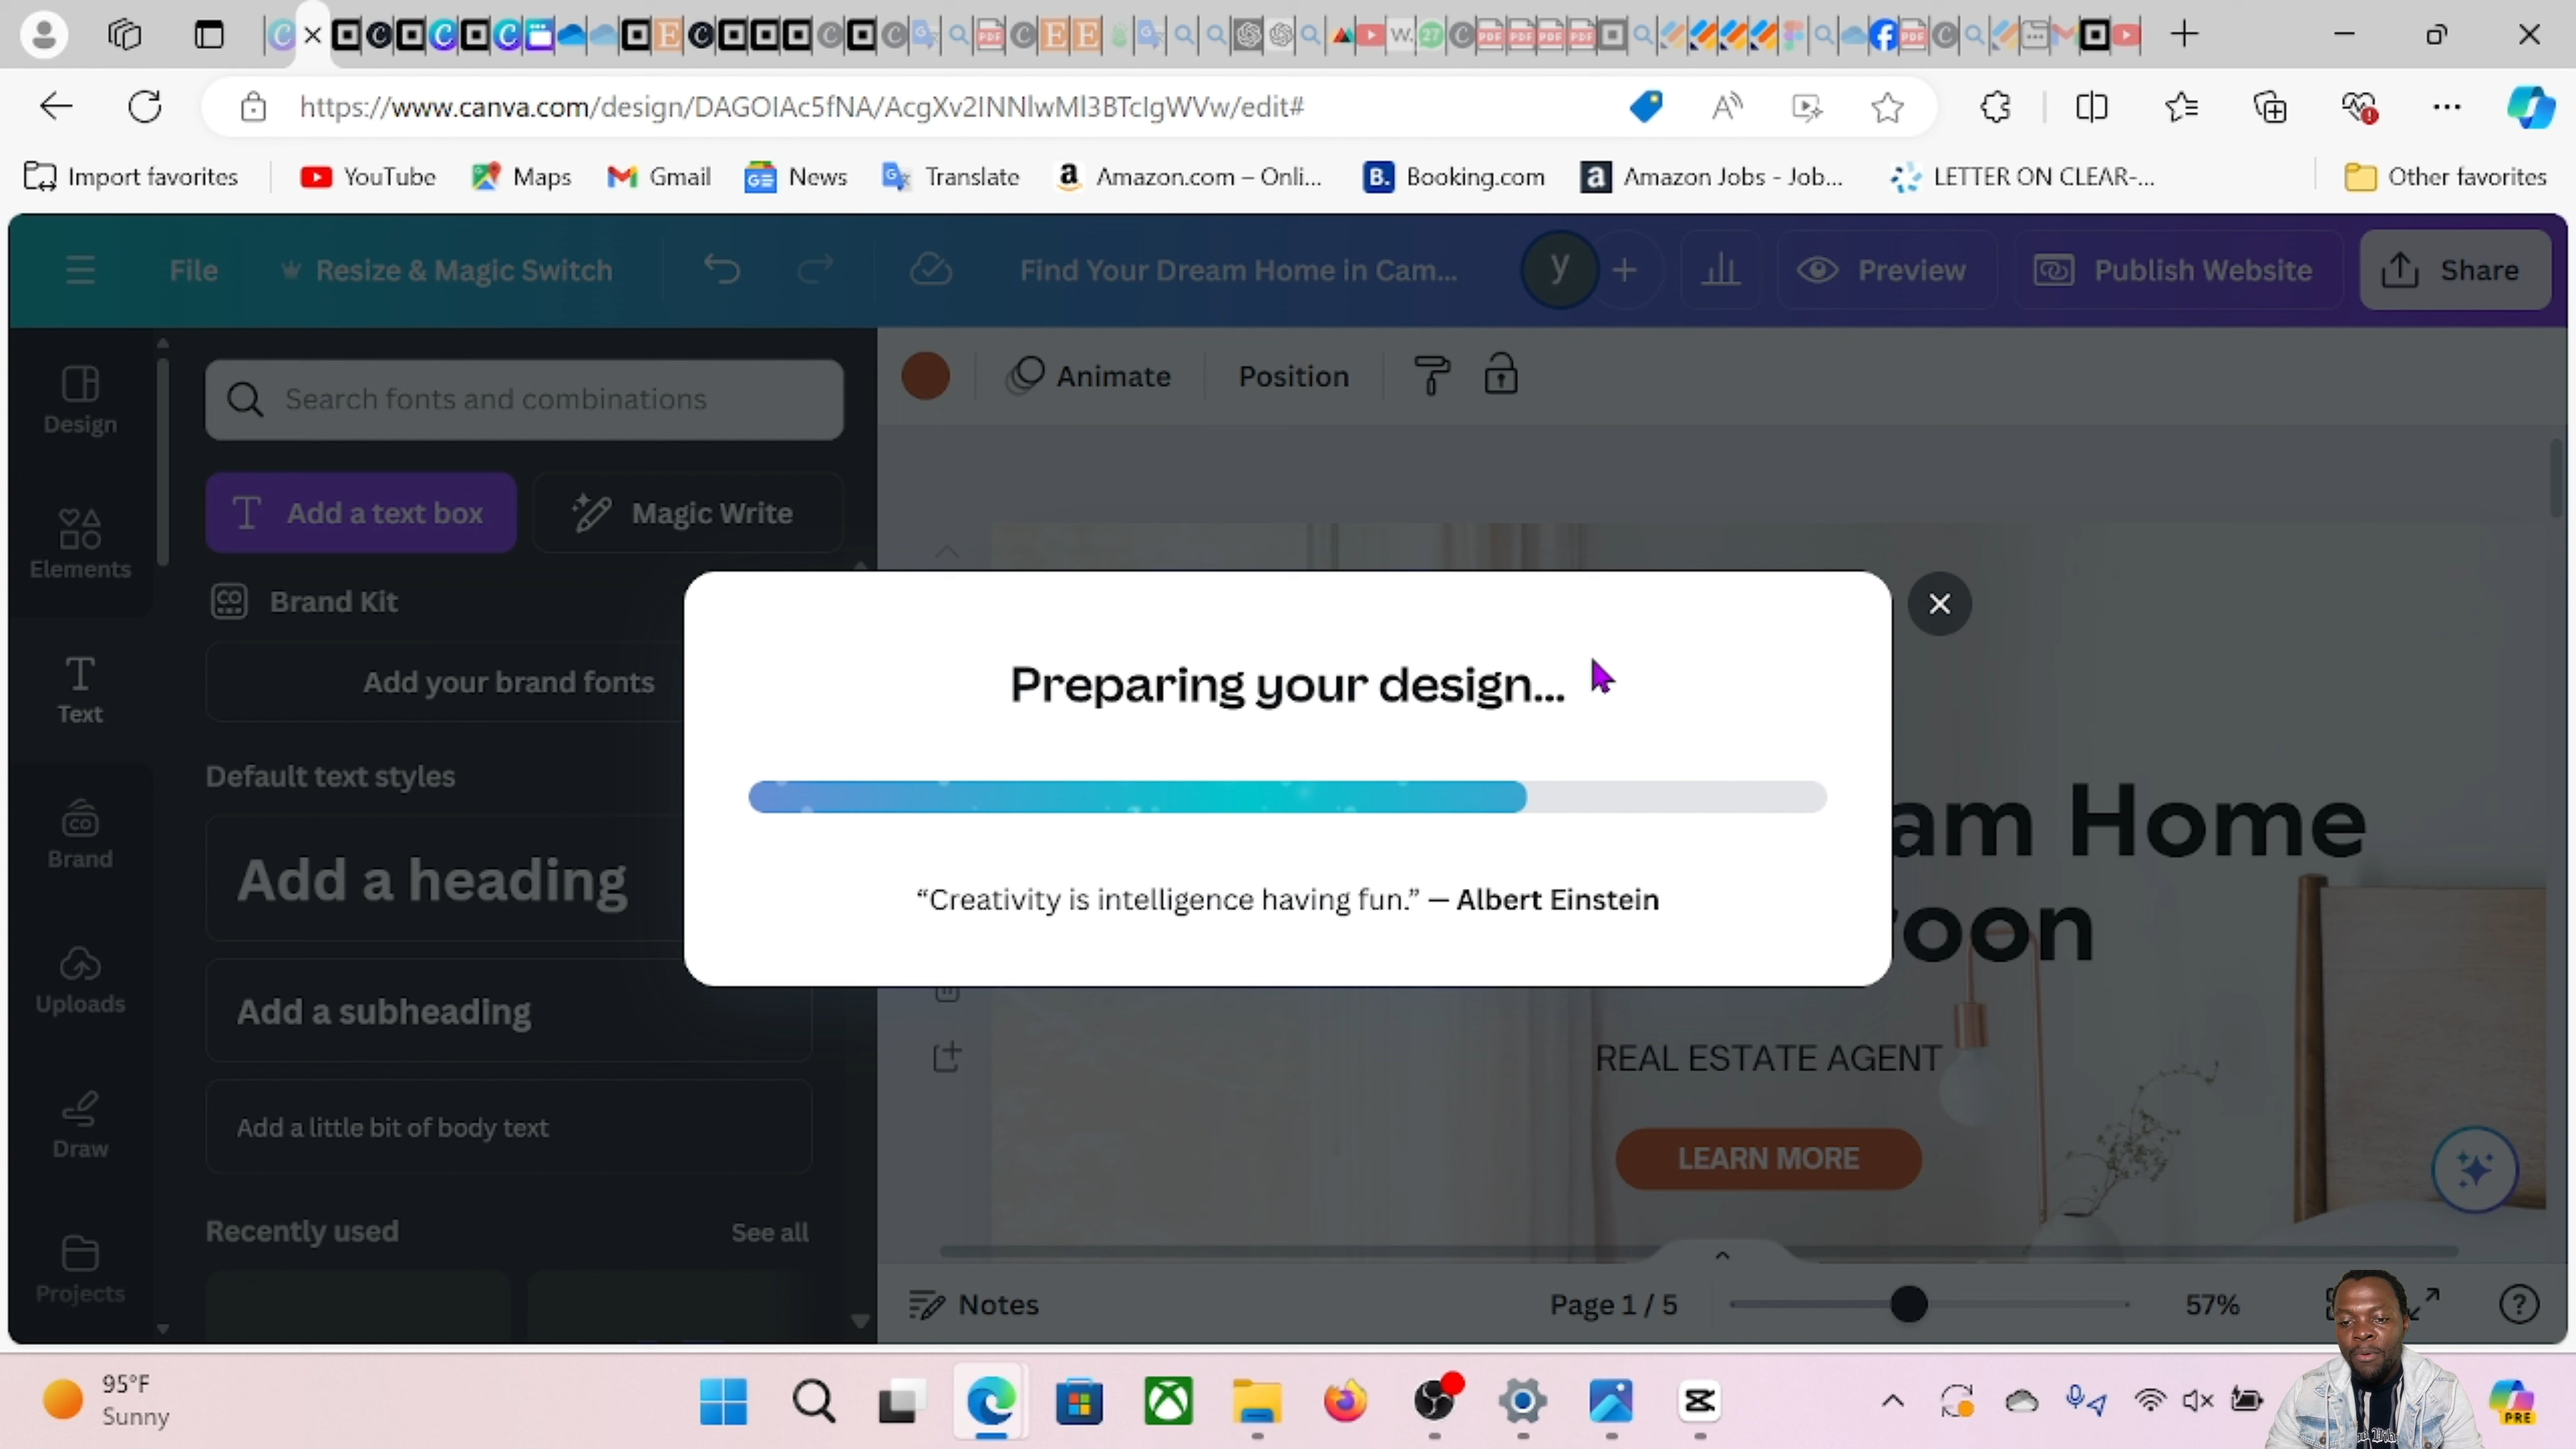 https://www.canva.com/design/DAGOIAc5fNA/AcgXv2INNlwMl3BTcIgWVw/edit#
Import favorites
YouTube
Maps
Gmail
News
Translate
Amazon.com – Onli...
Booking.com
Amazon Jobs - Job...
LETTER ON CLEAR-...
Other favorites
File
Resize & Magic Switch
Find Your Dream Home in Cam...
y
Preview
Publish Website
Share
Design
Elements
Text
Brand
Uploads
Draw
Projects
Search fonts and combinations
Add a text box
Magic Write
Brand Kit
Add your brand fonts
Default text styles
Add a heading
Add a subheading
Add a little bit of body text
Recently used
See all
Animate
Position
Preparing your design...
“Creativity is intelligence having fun.” — Albert Einstein
am Home
roon
REAL ESTATE AGENT
LEARN MORE
Notes
Page 1 / 5
57%
95°F
Sunny
PRE